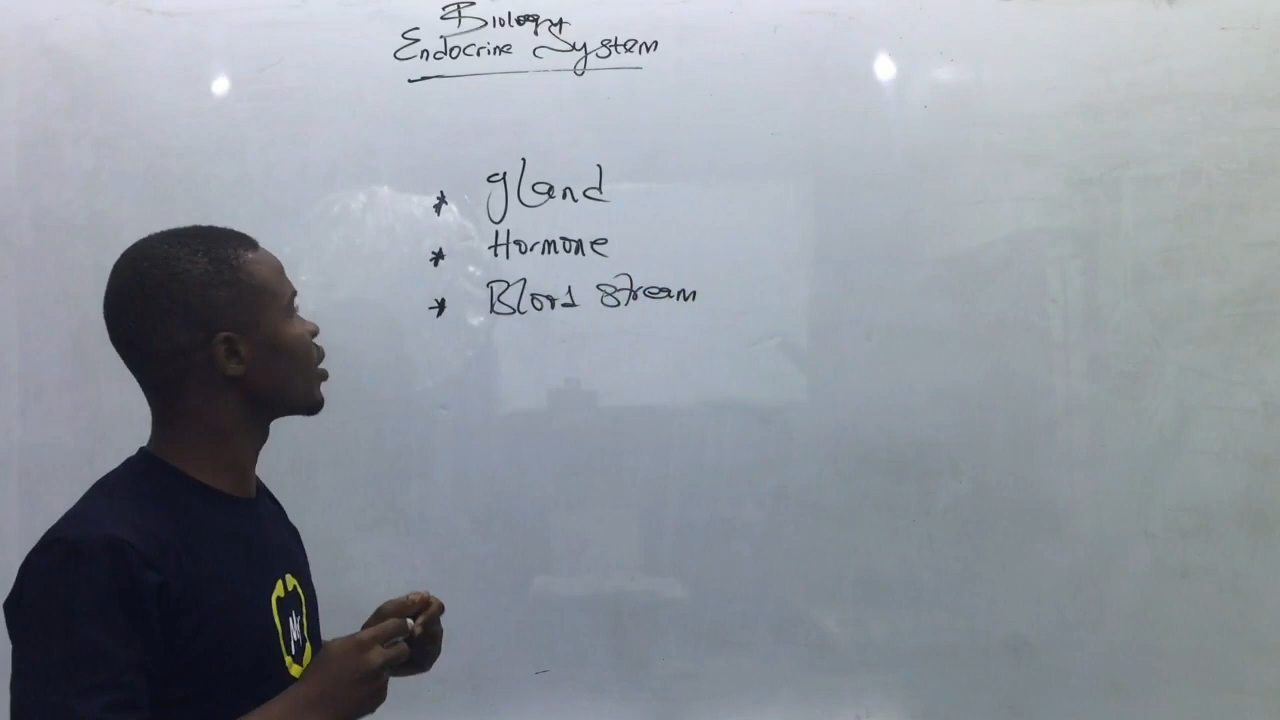 Biology
Endocrine System
* gland
* Hormone
* Blood stream